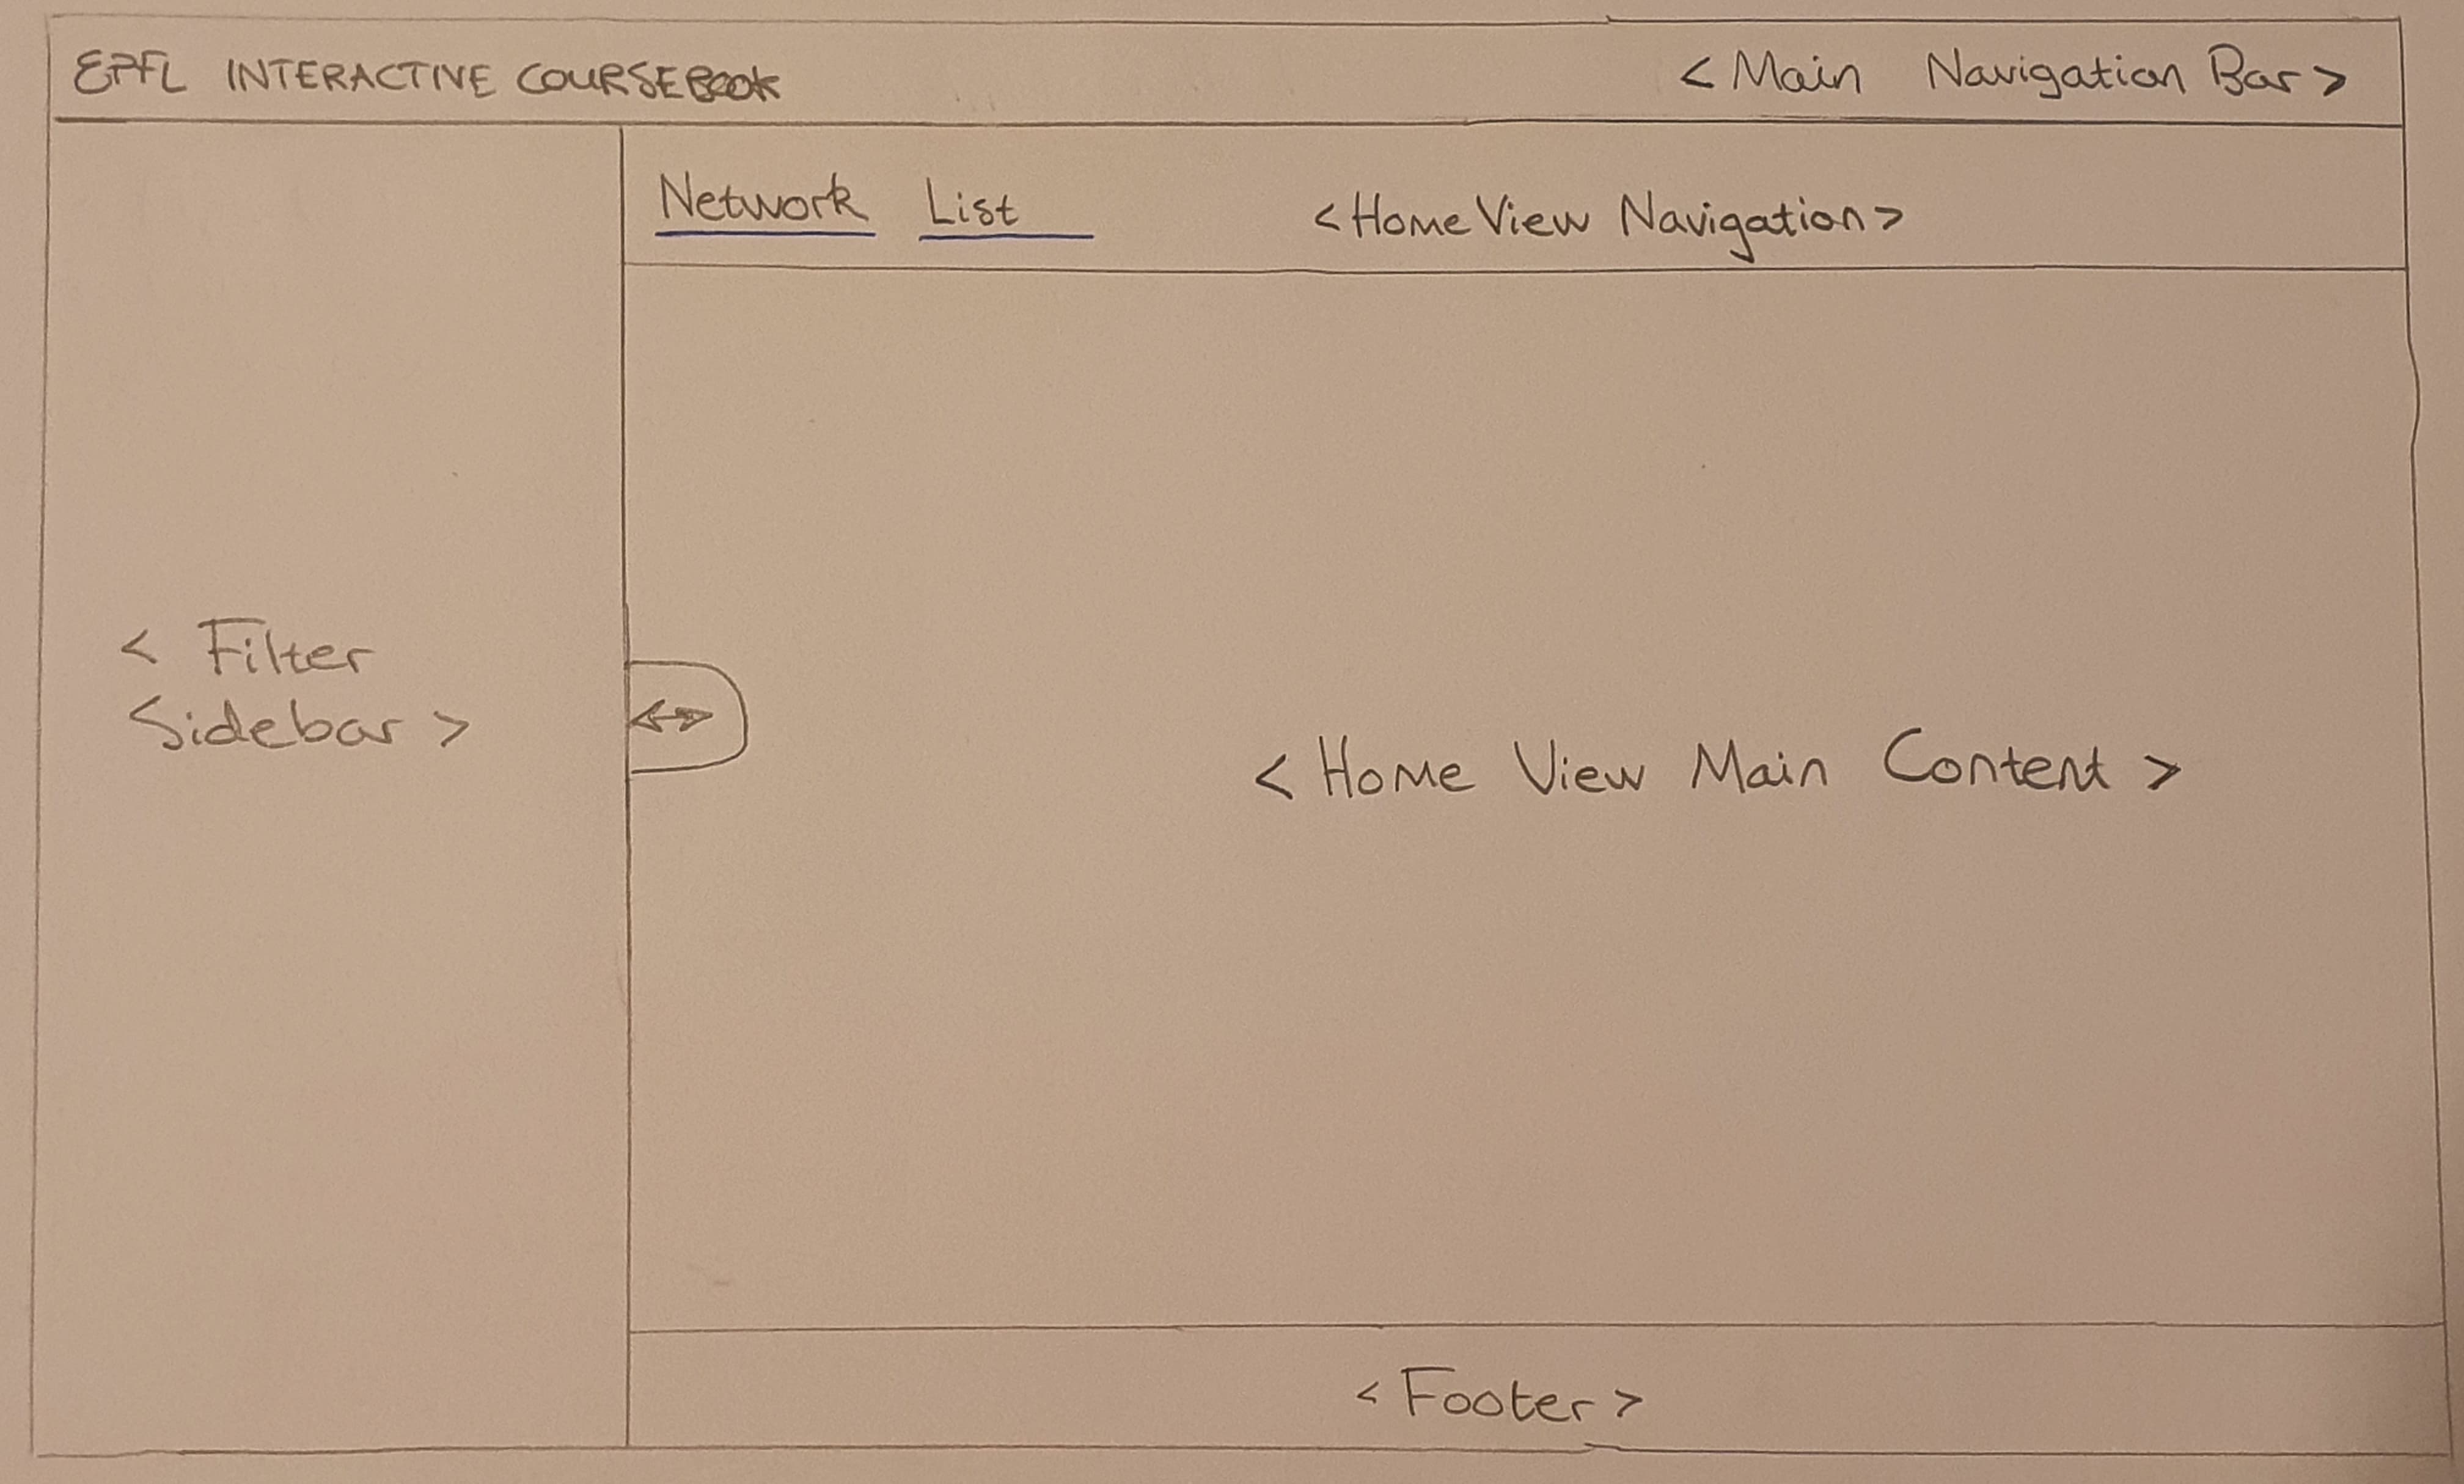 EPFL INTERACTIVE COURSEBOOK
< Main Navigation Bar >
Network List
< Home View Navigation >
< Filter
Sidebar >
< Home View Main Content >
< Footer >